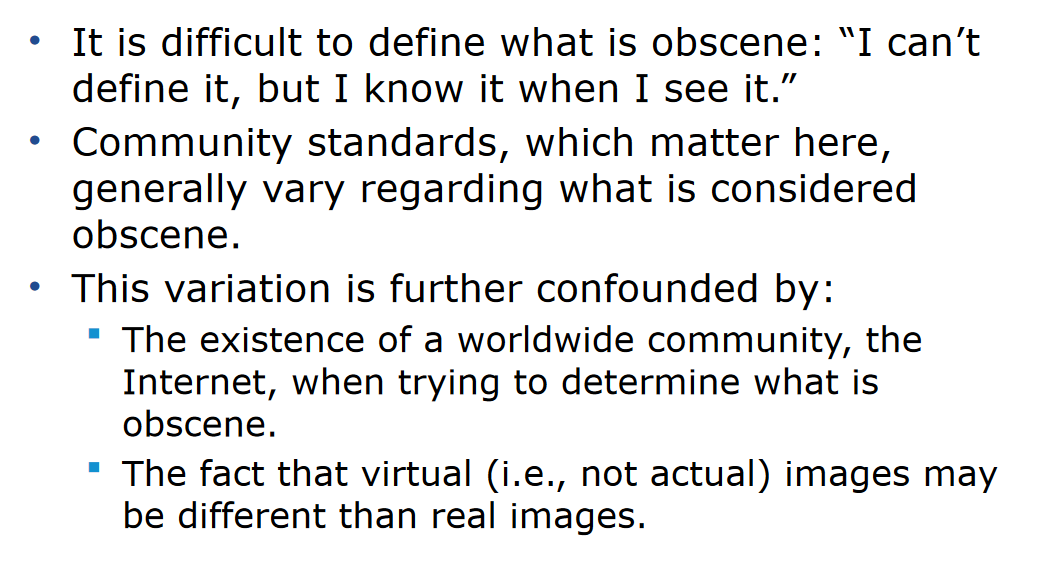 • It is difficult to define what is obscene: “I can’t
define it, but I know it when I see it.”
• Community standards, which matter here,
generally vary regarding what is considered
obscene.
• This variation is further confounded by:
▪ The existence of a worldwide community, the
Internet, when trying to determine what is
obscene.
▪ The fact that virtual (i.e., not actual) images may
be different than real images.